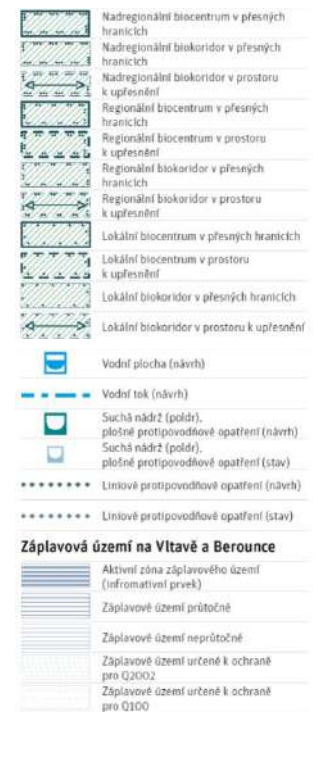 Nadregionální biocentrum v přesných
hranicích
Nadregionální biokoridor v přesných
hranicích
Nadregionální biokoridor v prostoru
k upřesnění
Regionální biocentrum v přesných
hranicích
Regionální biocentrum v prostoru
k upřesnění
Regionální biokoridor v přesných
hranicích
Regionální biokoridor v prostoru
k upřesnění
Lokální biocentrum v přesných hranicích
Lokální biocentrum v prostoru
k upřesnění
Lokální biokoridor v přesných hranicích
Lokální biokoridor v prostoru k upřesnění
Vodní plocha (návrh)
Vodní tok (návrh)
Suchá nádrž (poldr),
plošné protipovodňové opatření (návrh)
Suchá nádrž (poldr),
plošné protipovodňové opatření (stav)
Liniové protipovodňové opatření (návrh)
Liniové protipovodňové opatření (stav)
Záplavová území na Vltavě a Berounce
Aktivní zóna záplavového území
(infromativní prvek)
Záplavové území průtočné
Záplavové území neprůtočné
Záplavové území určené k ochraně
pro Q2002
Záplavové území určené k ochraně
pro Q100